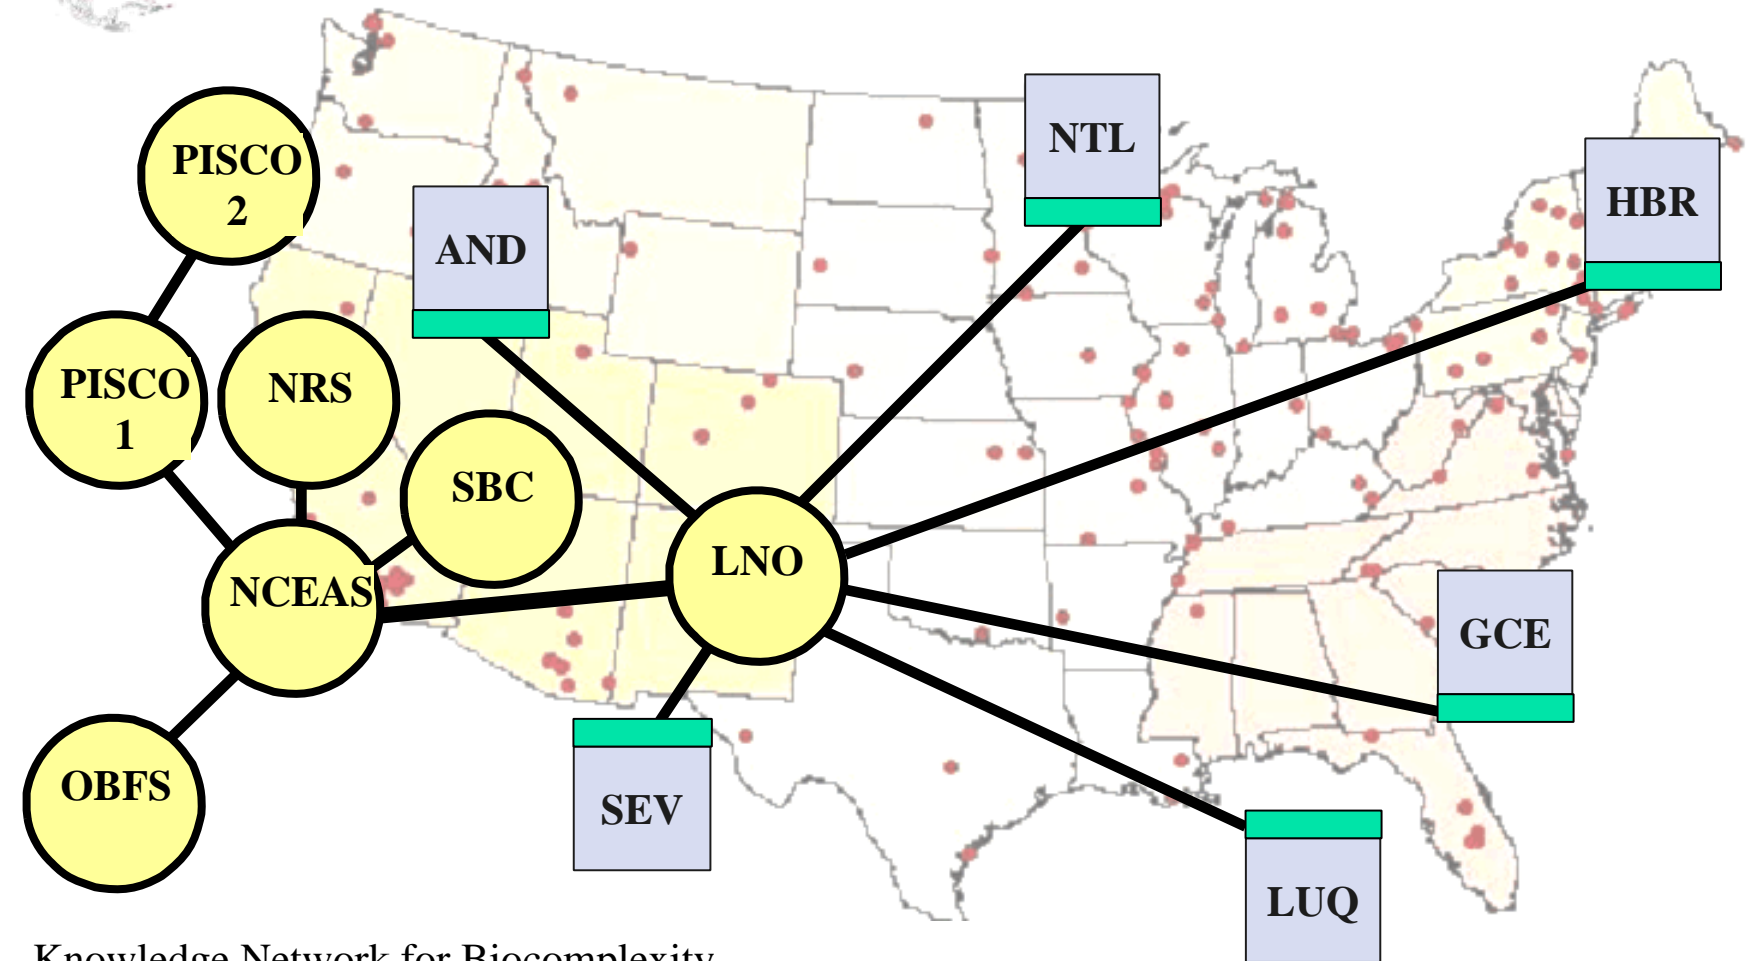 PISCO
2
NTL
HBR
AND
PISCO
1
NRS
SBC
LNO
NCEAS
GCE
OBFS
SEV
LUQ
Knowledge Network for Biocomplexity